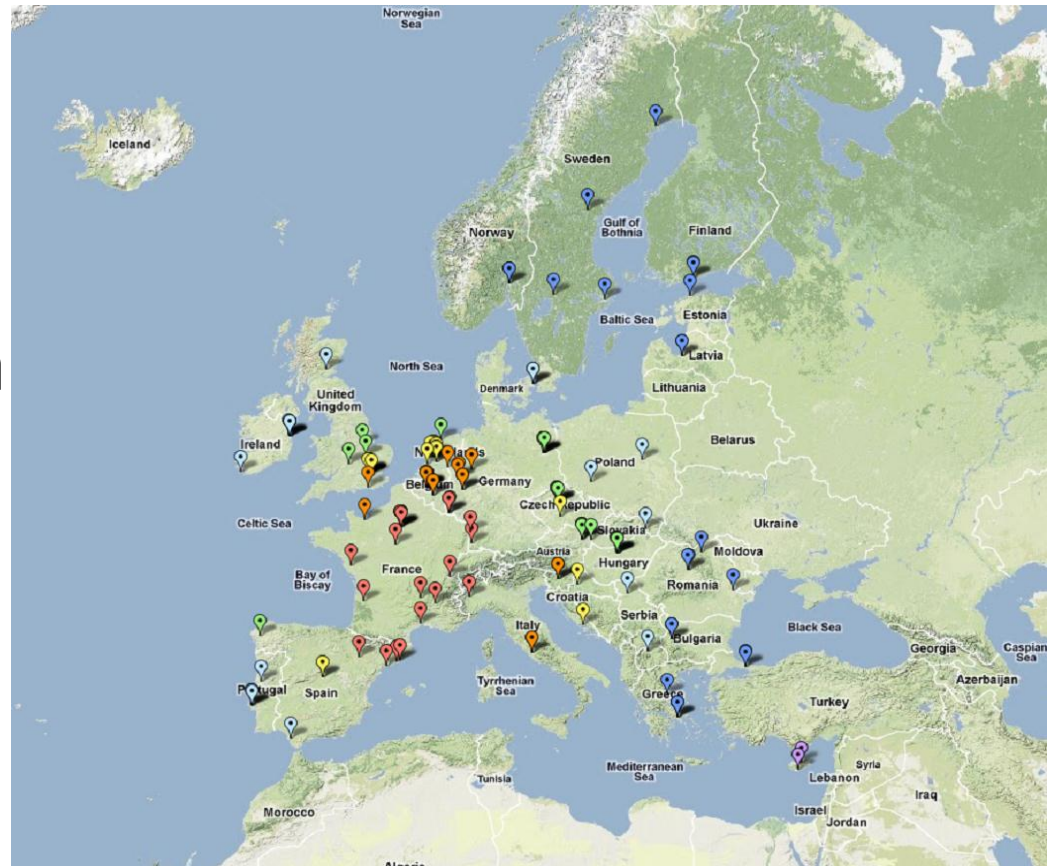 Norwegian
Sea
Iceland
Sweden
Gulf of
Bothnia
Finland
Norway
Estonia
Baltic Sea
Latvia
North Sea
Denmark
Lithuania
United
Kingdom
Ireland
Belarus
Poland
Germany
Belgium
Czech Republic
Celtic Sea
Slovakia
Ukraine
Austria
Hungary
Moldova
France
Bay of
Biscay
Romania
Croatia
Serbia
Italy
Bulgaria
Black Sea
Georgia
Caspian
Sea
Azerbaijan
Portugal
Spain
Tyrrhenian
Sea
Greece
Turkey
Mediterranean
Sea
Tunisia
Syria
Lebanon
Iraq
Morocco
Israel
Jordan
Algeria